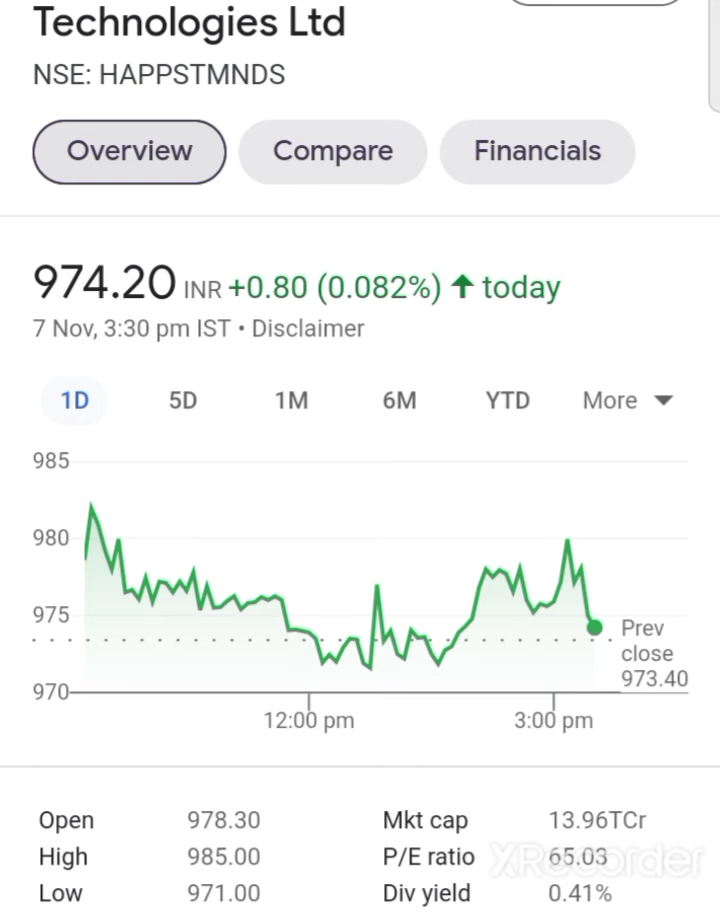 Technologies Ltd
NSE: HAPPSTMNDS
Overview Compare Financials
974.20 INR +0.80 (0.082%) ↑ today
7 Nov, 3:30 pm IST • Disclaimer
1D 5D 1M 6M YTD More
985
980
975
970
Prev
close
973.40
12:00 pm 3:00 pm
Open 978.30 Mkt cap 13.96TCr
High 985.00 P/E ratio 65.03
Low 971.00 Div yield 0.41%
XRecorder